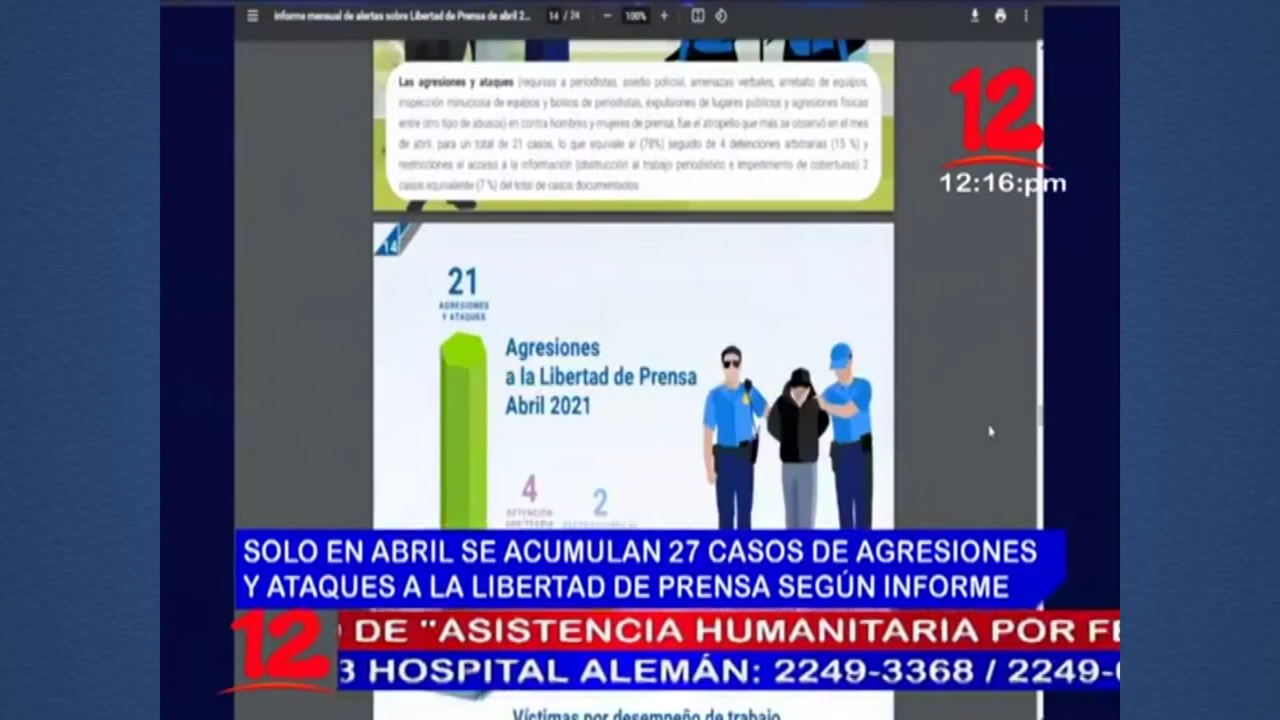 Informe mensual de alertas sobre Libertad de Prensa de abril 2...
14 / 24
100%
Las agresiones y ataques (requisas a periodistas, asedio policial, amenazas verbales, arrebato de equipos,
inspección minuciosa de equipos y bolsos de periodistas, expulsiones de lugares públicos y agresiones físicas
entre otro tipo de abusos) en contra hombres y mujeres de prensa, fue el atropello que más se observó en el mes
de abril, para un total de 21 casos, lo que equivale al (78%) seguido de 4 detenciones arbitrarias (15 %) y
restricciones al acceso a la información (obstrucción al trabajo periodístico e impedimento de coberturas) 2
casos equivalente (7 %) del total de casos documentados
12
12:16:pm
14
21
AGRESIONES
Y ATAQUES
Agresiones
a la Libertad de Prensa
Abril 2021
4
2
DETENCIÓN
SOLO EN ABRIL SE ACUMULAN 27 CASOS DE AGRESIONES
Y ATAQUES A LA LIBERTAD DE PRENSA SEGÚN INFORME
12
DE "ASISTENCIA HUMANITARIA POR FE
3 HOSPITAL ALEMÁN: 2249-3368 / 2249-
Víctimas por desempeño de trabajo